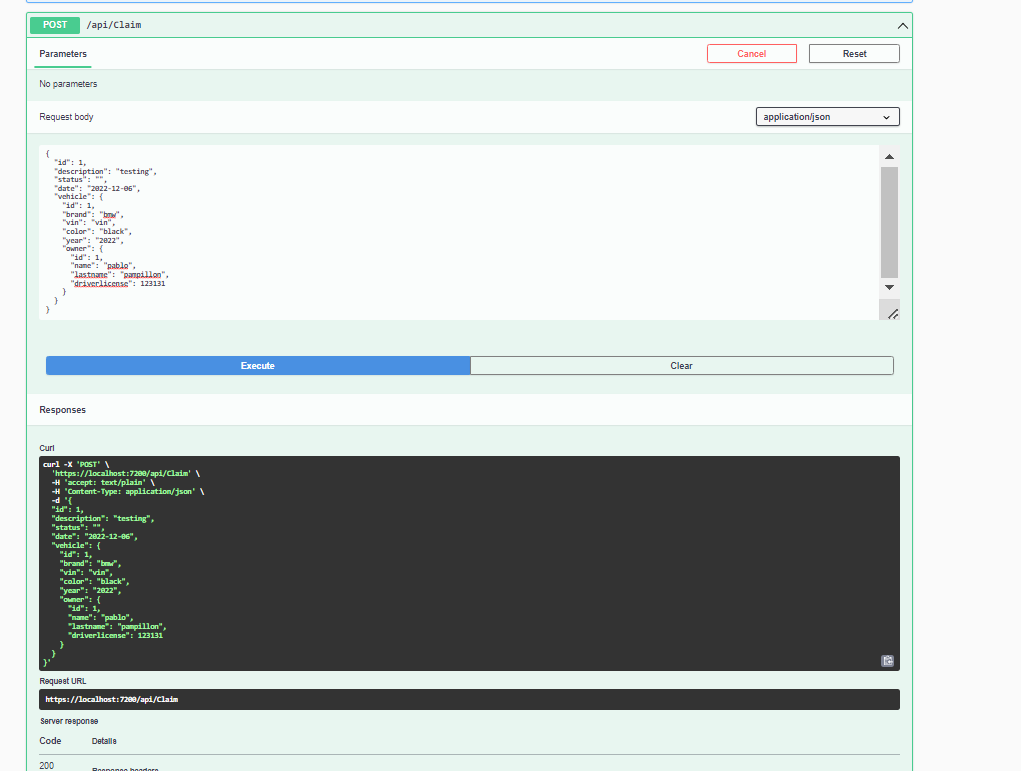 POST /api/Claim
Parameters
Cancel
Reset
No parameters
Request body
application/json
{
"id": 1,
"description": "testing",
"status": "",
"date": "2022-12-06",
"vehicle": {
"id": 1,
"brand": "bmw",
"vin": "vin",
"color": "black",
"year": "2022",
"owner": {
"id": 1,
"name": "pablo",
"lastname": "pampillon",
"driverlicense": 123131
}
}
}
Execute
Clear
Responses
Curl
curl -X 'POST' \
'https://localhost:7200/api/Claim' \
-H 'accept: text/plain' \
-H 'Content-Type: application/json' \
-d '{
"id": 1,
"description": "testing",
"status": "",
"date": "2022-12-06",
"vehicle": {
"id": 1,
"brand": "bmw",
"vin": "vin",
"color": "black",
"year": "2022",
"owner": {
"id": 1,
"name": "pablo",
"lastname": "pampillon",
"driverlicense": 123131
}
}
}'
Request URL
https://localhost:7200/api/Claim
Server response
Code Details
200
Response headers